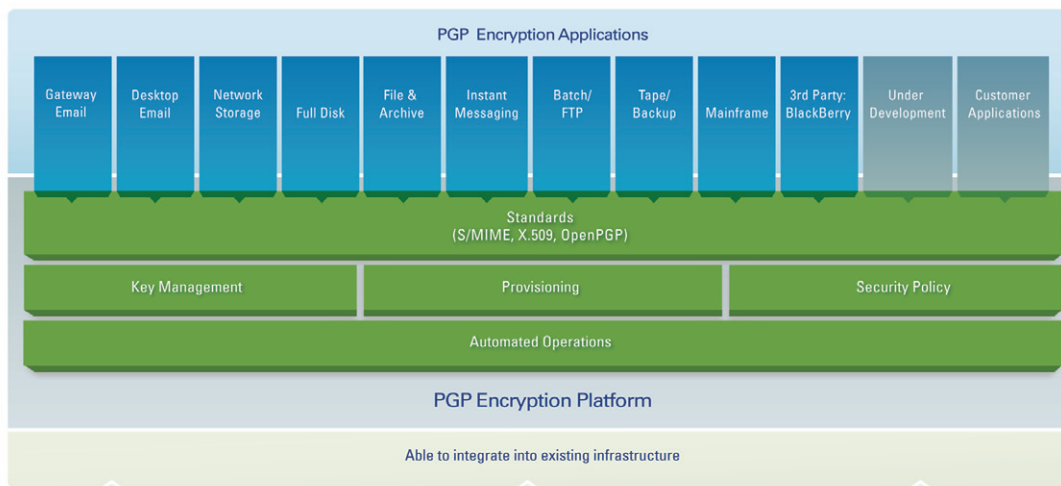 PGP Encryption Applications
Gateway
Email
Desktop
Email
Network
Storage
Full Disk
File &
Archive
Instant
Messaging
Batch/
FTP
Tape/
Backup
Mainframe
3rd Party:
BlackBerry
Under
Development
Customer
Applications
Standards
(S/MIME, X.509, OpenPGP)
Key Management
Provisioning
Security Policy
Automated Operations
PGP Encryption Platform
Able to integrate into existing infrastructure